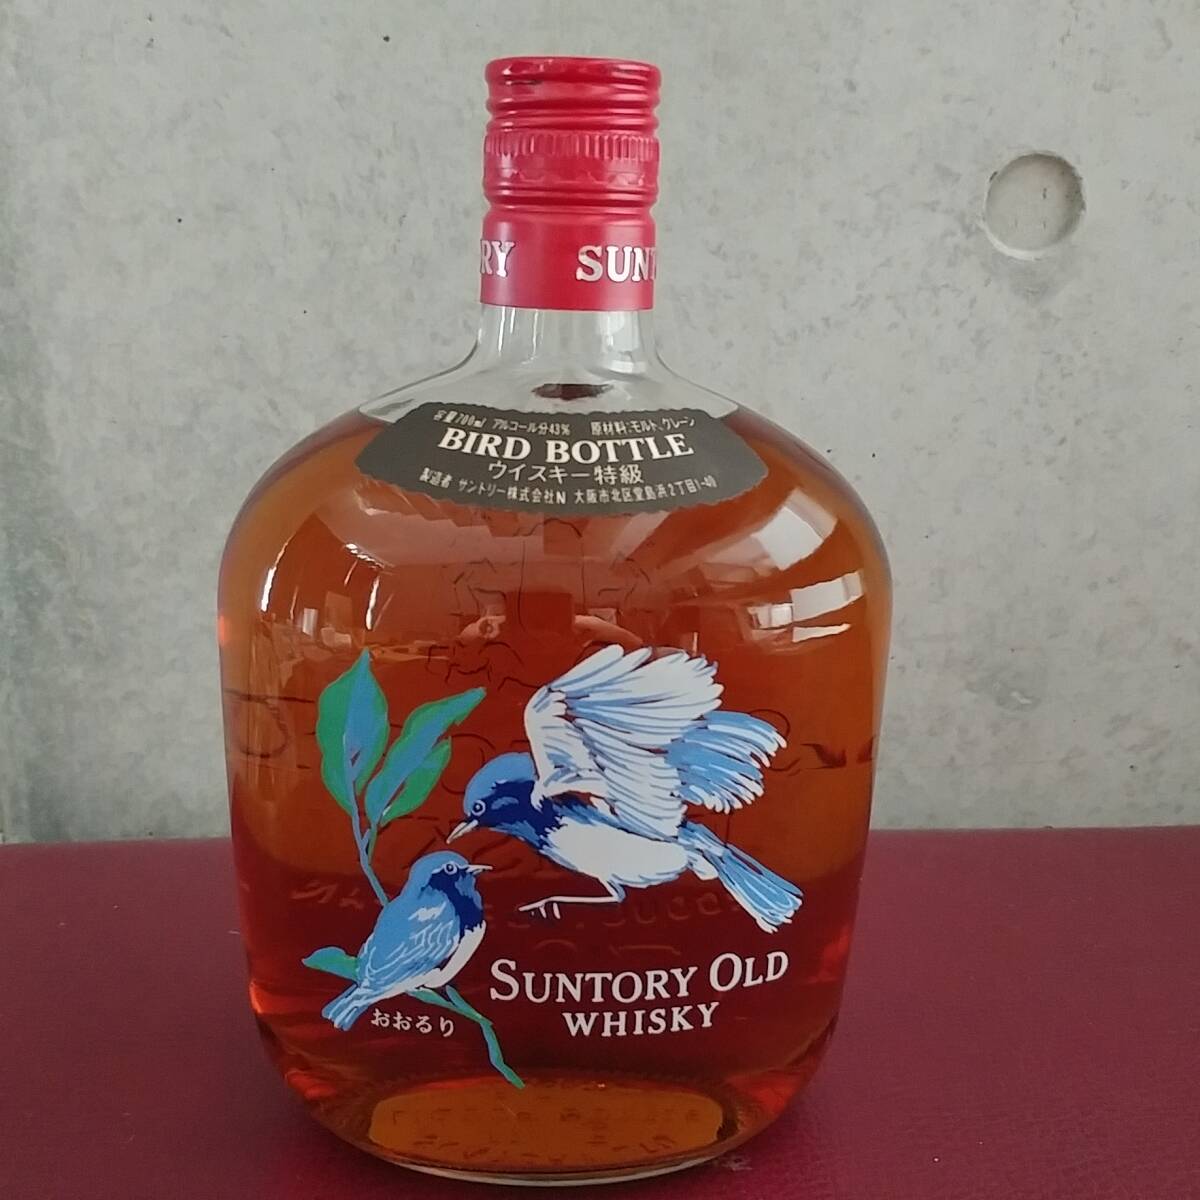 RY SUN
容量700ml アルコール分43% 原材料:モルト、グレーン
BIRD BOTTLE
ウイスキー特級
製造者 サントリー株式会社N 大阪市北区堂島浜2丁目1-40
SUNTORY OLD
WHISKY
おおるり